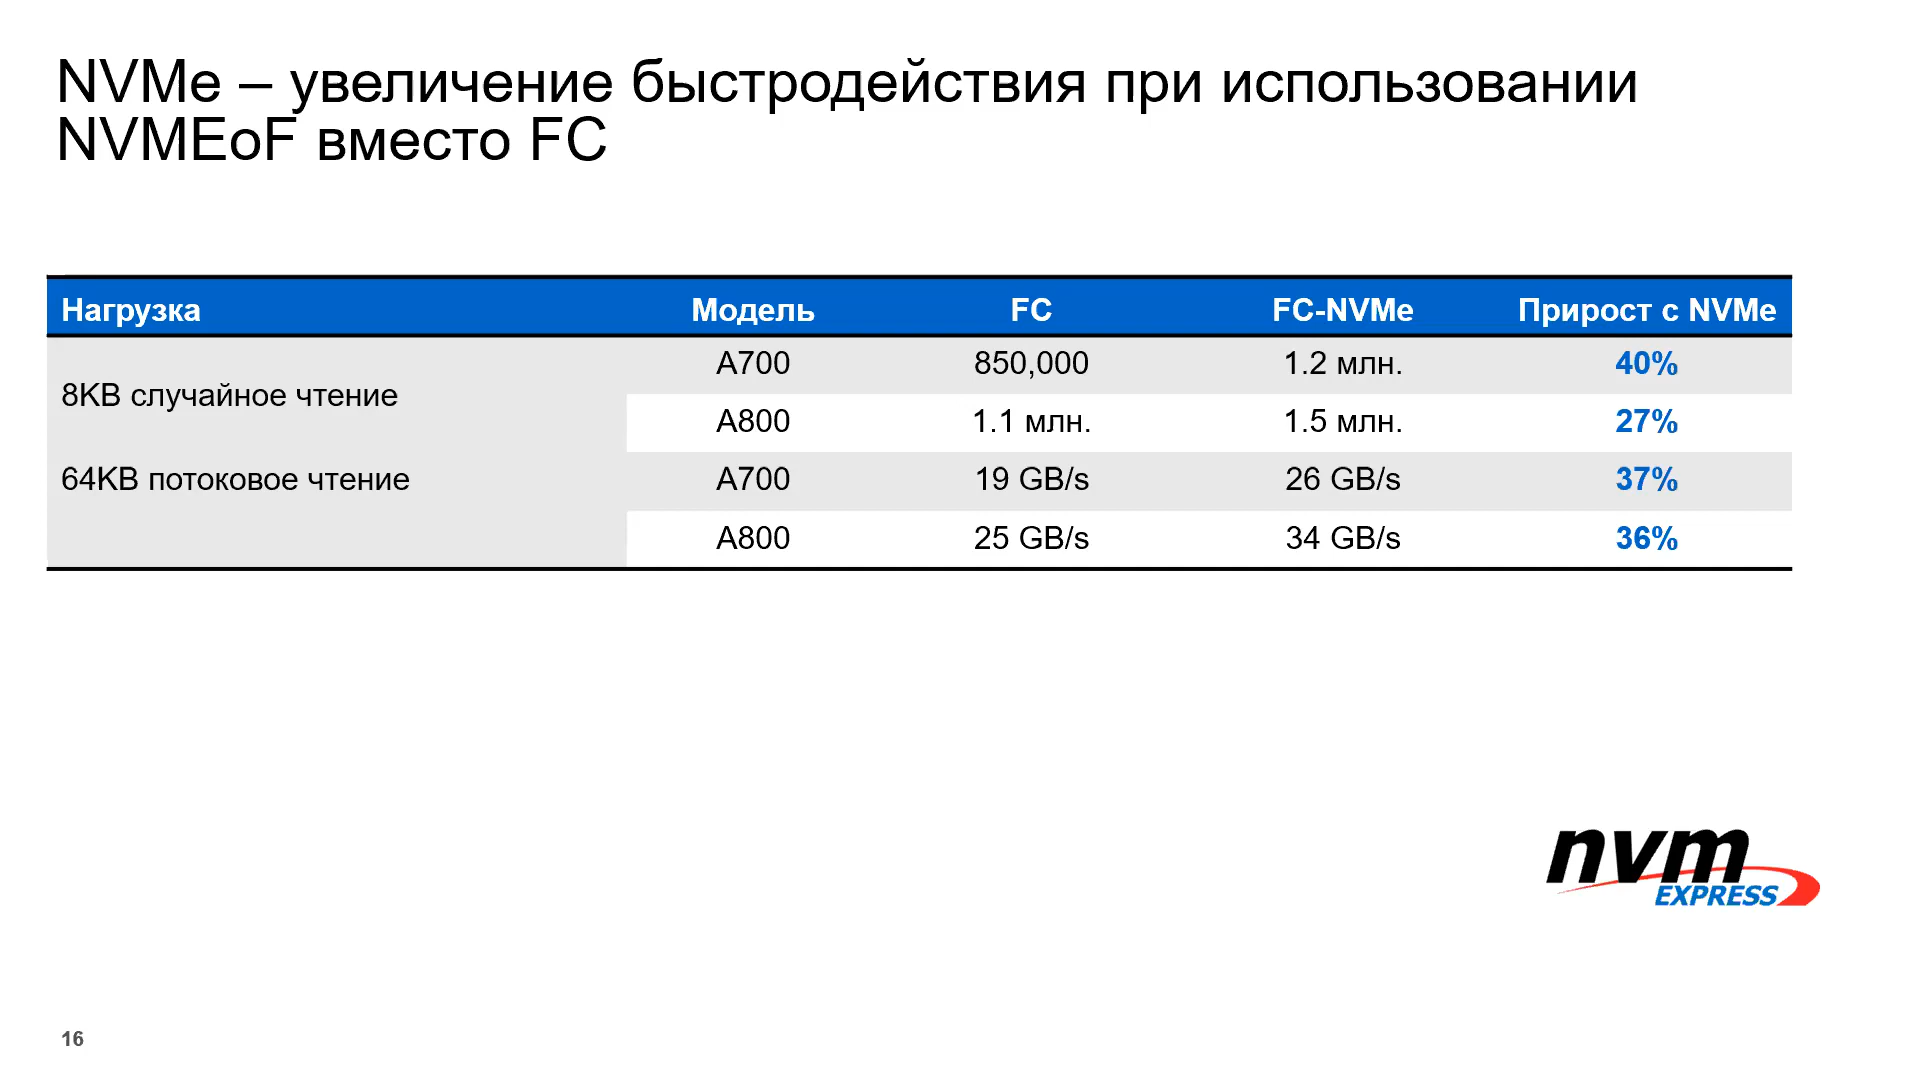 NVMe – увеличение быстродействия при использовании
NVMEoF вместо FC
Нагрузка Модель FC FC-NVMe Прирост с NVMe
8KB случайное чтение
A700 850,000 1.2 млн. 40%
A800 1.1 млн. 1.5 млн. 27%
64KB потоковое чтение A700 19 GB/s 26 GB/s 37%
A800 25 GB/s 34 GB/s 36%
nvm
EXPRESS
16